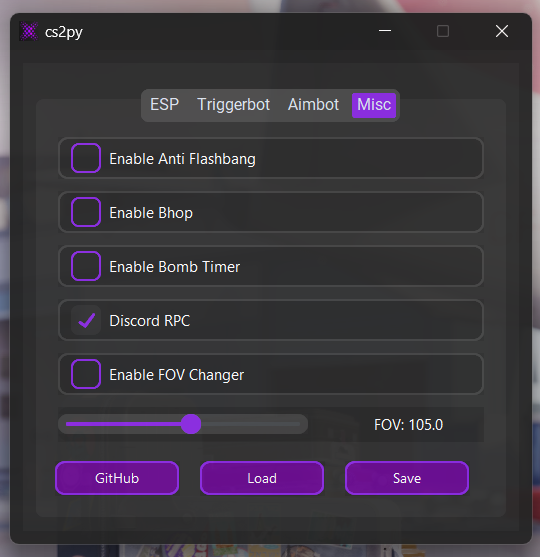 cs2py
ESP Triggerbot Aimbot Misc
Enable Anti Flashbang
Enable Bhop
Enable Bomb Timer
Discord RPC
Enable FOV Changer
FOV: 105.0
GitHub Load Save